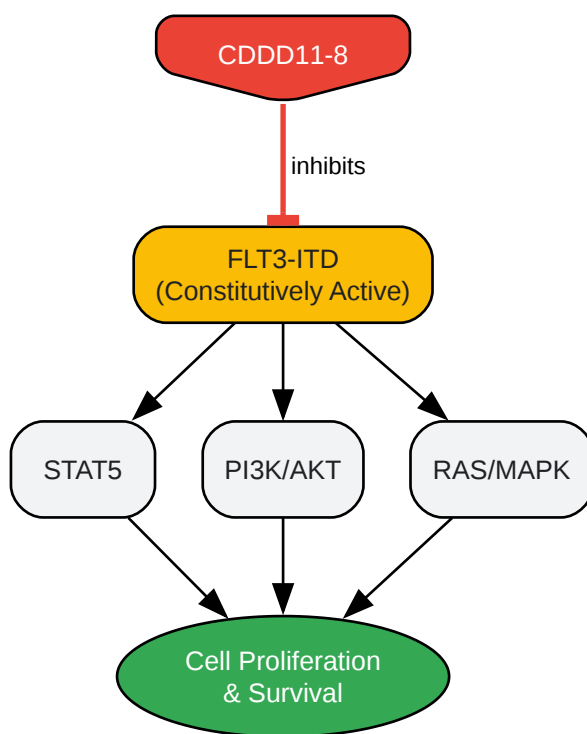 CDDD11-8
inhibits
FLT3-ITD
(Constitutively Active)
STAT5
PI3K/AKT
RAS/MAPK
Cell Proliferation
& Survival